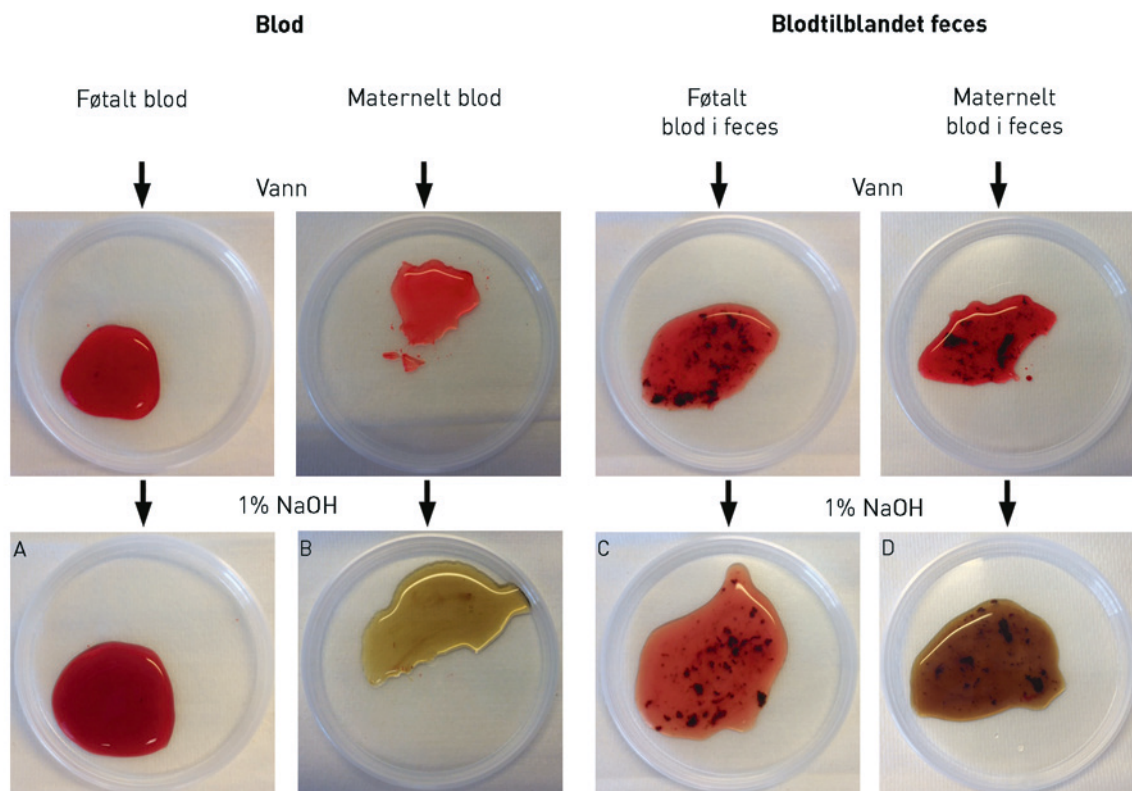 Blod
Blodtilblandet feces
Føtalt blod
Maternelt blod
Føtalt
blod i feces
Maternelt
blod i feces
Vann
Vann
1% NaOH
1% NaOH
A
B
C
D